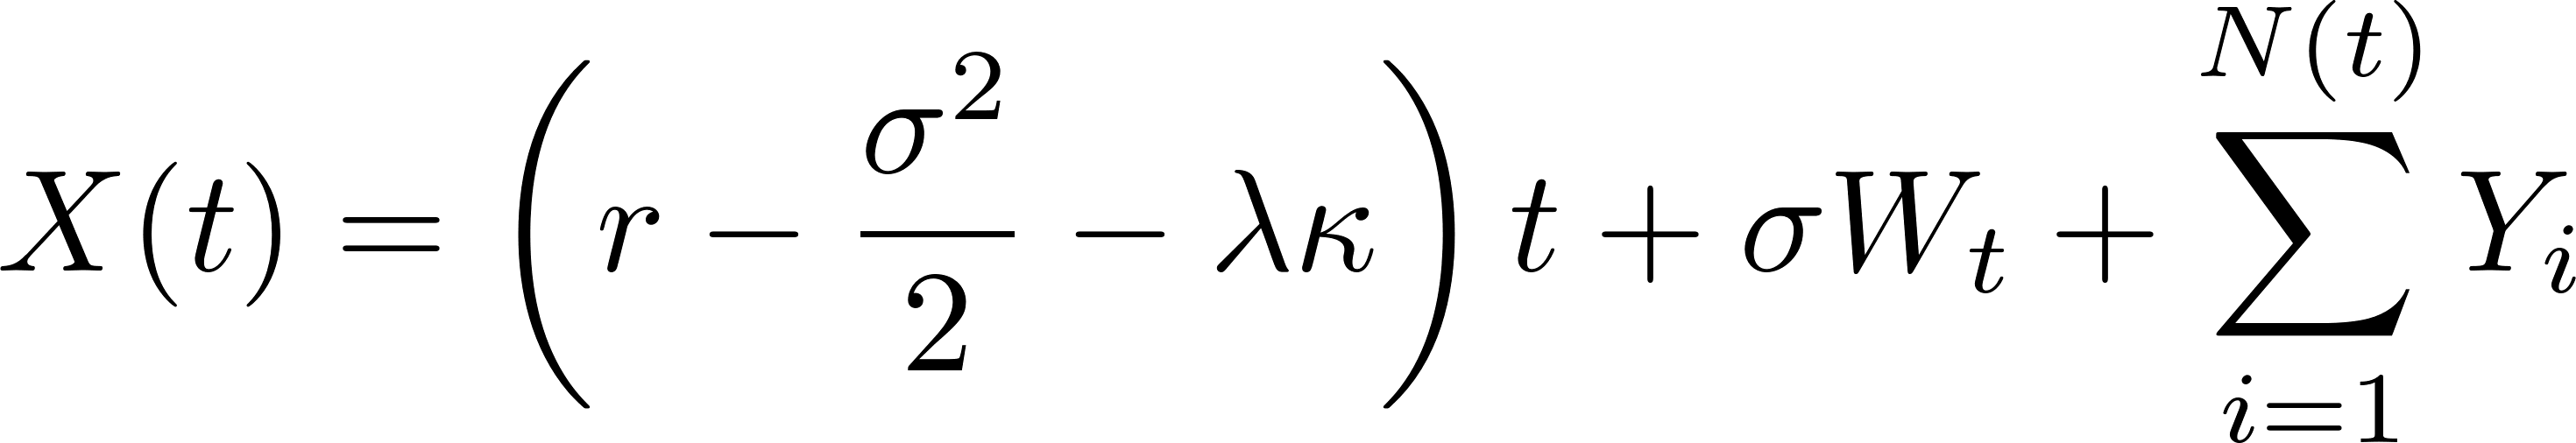 X(t) = \left( r - \frac{\sigma^2}{2} - \lambda\kappa \right) t + \sigma W_t + \sum_{i=1}^{N(t)} Y_i